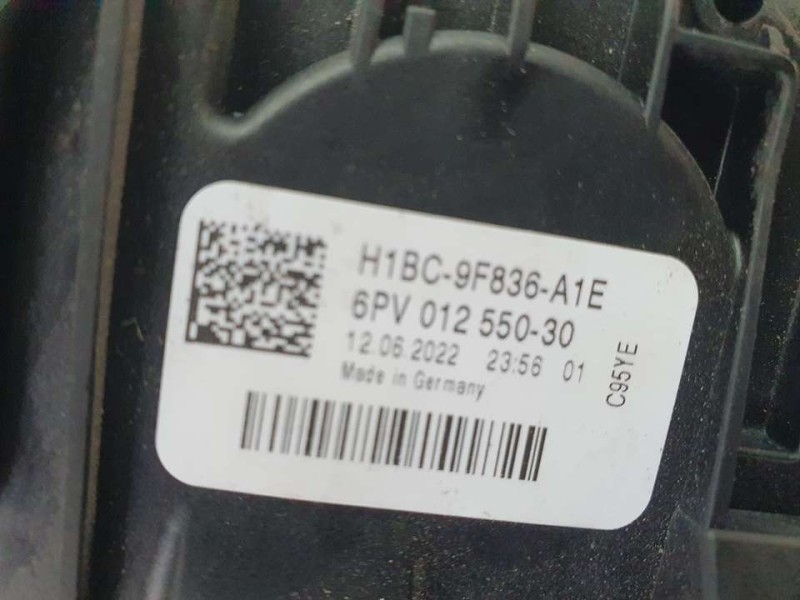 H1BC-9F836-A1E
6PV 012 550-30
12.06.2022 23:56 01
Made in Germany
C95YE